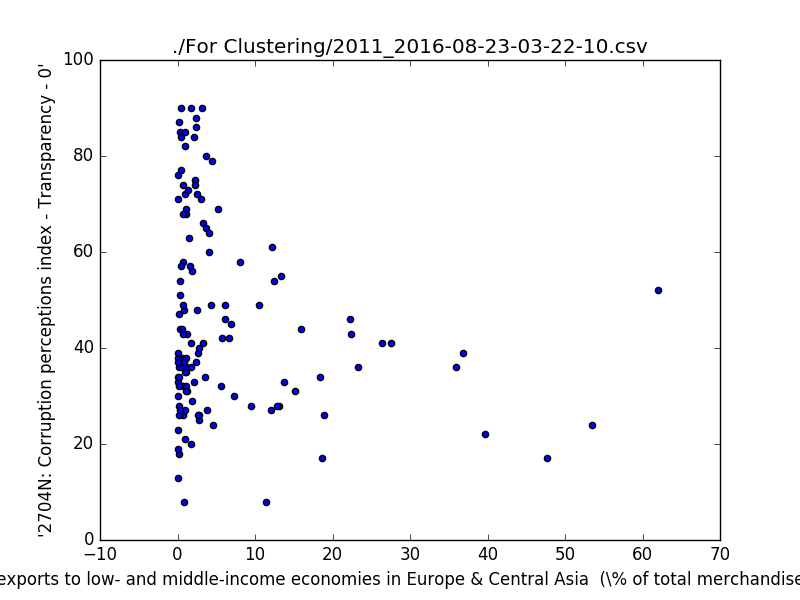 ./For Clustering/2011_2016-08-23-03-22-10.csv
'2704N: Corruption perceptions index - Transparency - 0'
100
80
60
40
20
0
−10 0 10 20 30 40 50 60 70
exports to low- and middle-income economies in Europe & Central Asia (\% of total merchandise